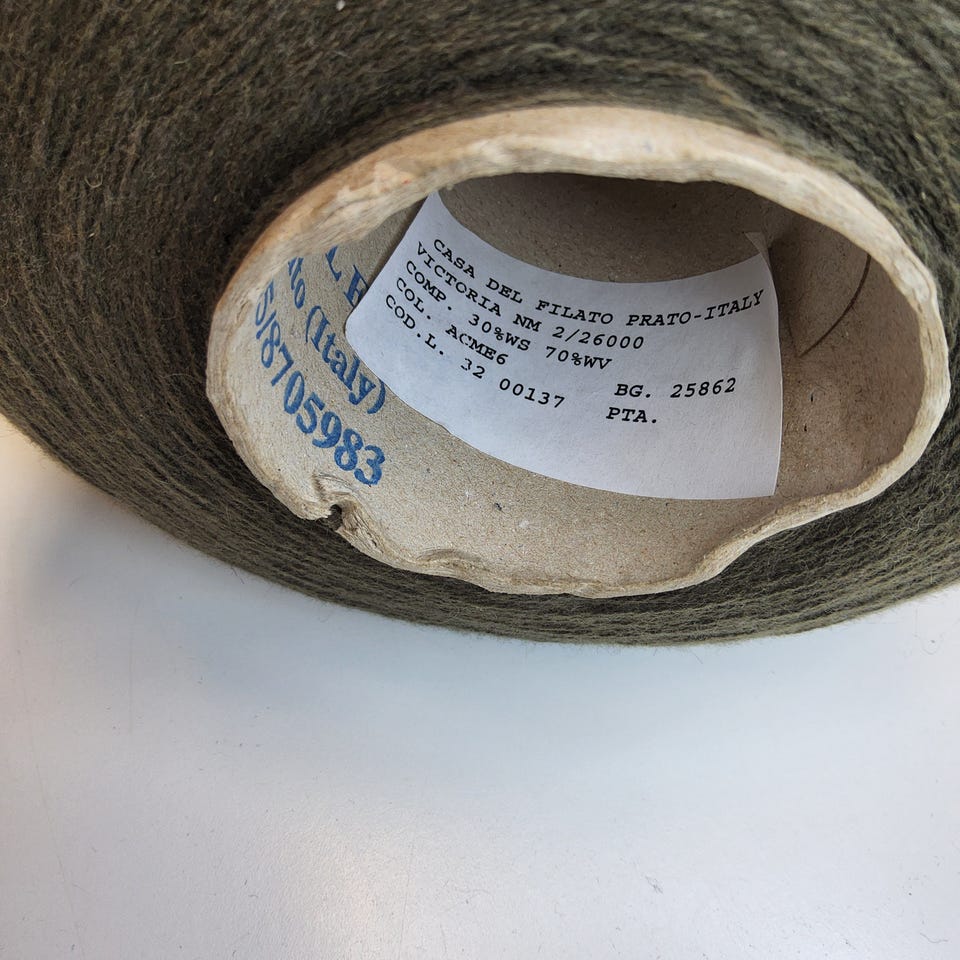 CASA DEL FILATO PRATO-ITALY
VICTORIA NM 2/26000
COMP. 30%WS 70%WV
COL. ACME6 BG. 25862
COD.L. 32 00137 PTA.
(Italy)
5/8705983